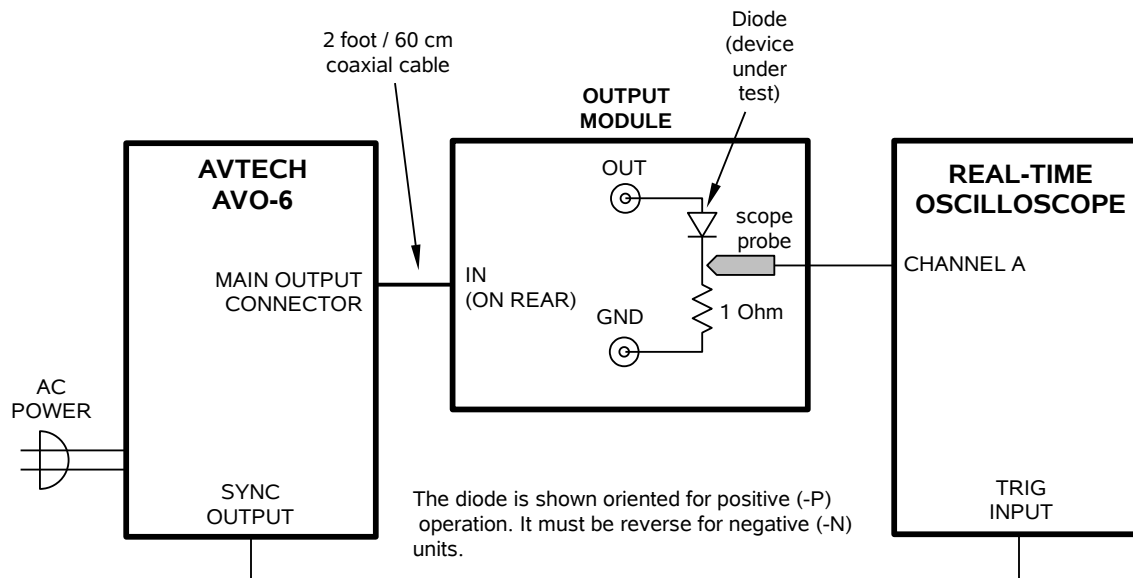 2 foot / 60 cm
coaxial cable
Diode
(device
under
test)
OUTPUT
MODULE
AVTECH
AVO-6
OUT
scope
probe
REAL-TIME
OSCILLOSCOPE
MAIN OUTPUT
CONNECTOR
IN
(ON REAR)
CHANNEL A
GND
1 Ohm
AC
POWER
SYNC
OUTPUT
The diode is shown oriented for positive (-P)
operation. It must be reverse for negative (-N)
units.
TRIG
INPUT